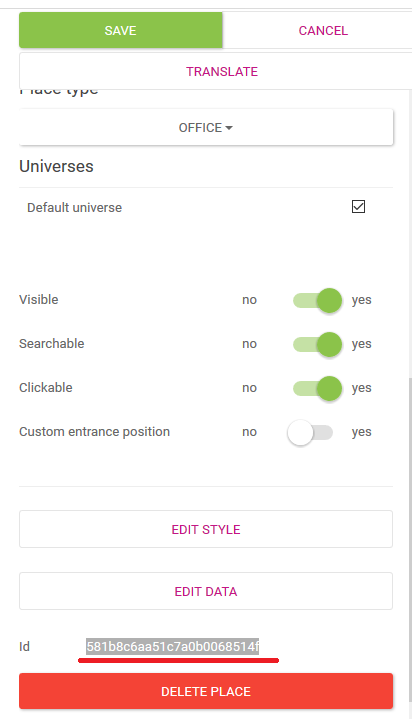 SAVE CANCEL
TRANSLATE
Place type
OFFICE
Universes
Default universe
Visible no yes
Searchable no yes
Clickable no yes
Custom entrance position no yes
EDIT STYLE
EDIT DATA
Id 581b8c6aa51c7a0b0068514f
DELETE PLACE